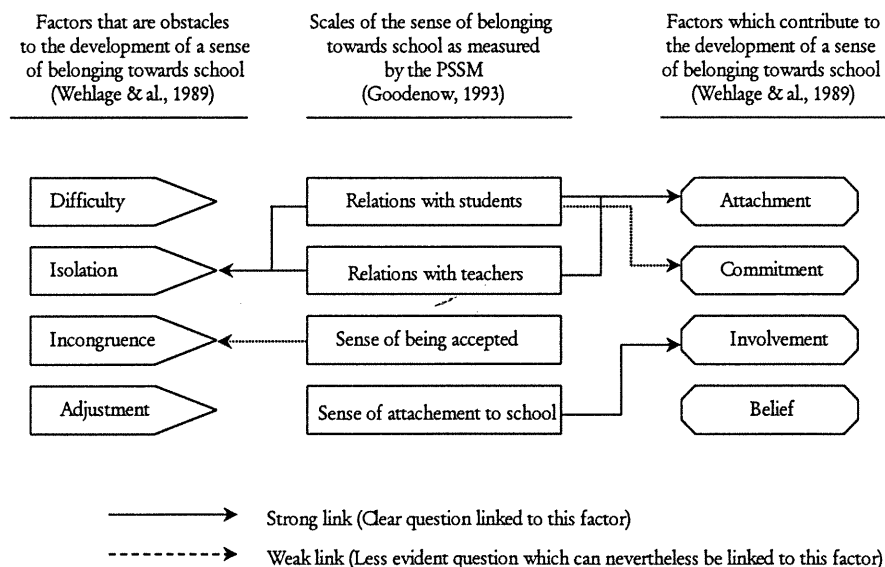 Factors that are obstacles
to the development of a sense
of belonging towards school
(Wehlage & al., 1989)
Scales of the sense of belonging
towards school as measured
by the PSSM
(Goodenow, 1993)
Factors which contribute to
the development of a sense
of belonging towards school
(Wehlage & al., 1989)
Difficulty
Relations with students
Attachment
Isolation
Relations with teachers
Commitment
Incongruence
Sense of being accepted
Involvement
Adjustment
Sense of attachement to school
Belief
Strong link (Clear question linked to this factor)
Weak link (Less evident question which can nevertheless be linked to this factor)